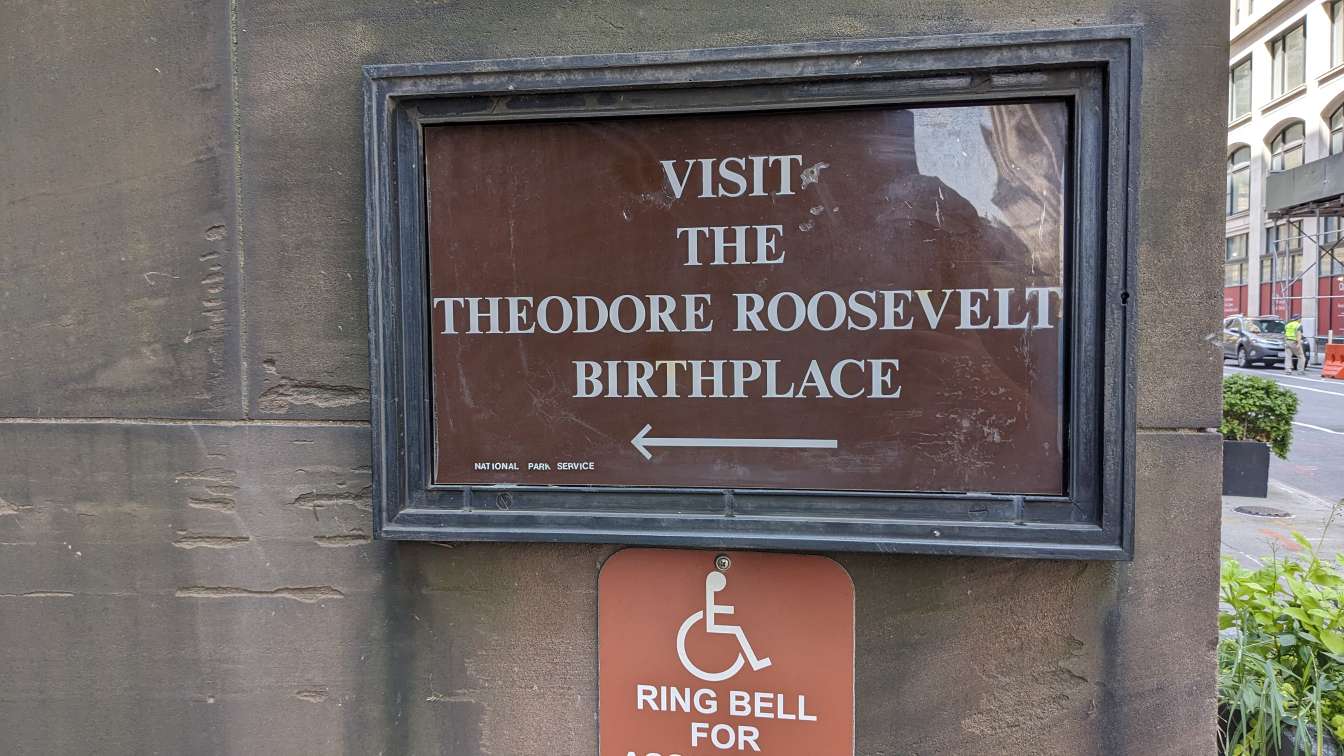 VISIT
THE
THEODORE ROOSEVELT
BIRTHPLACE
NATIONAL PARK SERVICE
RING BELL
FOR